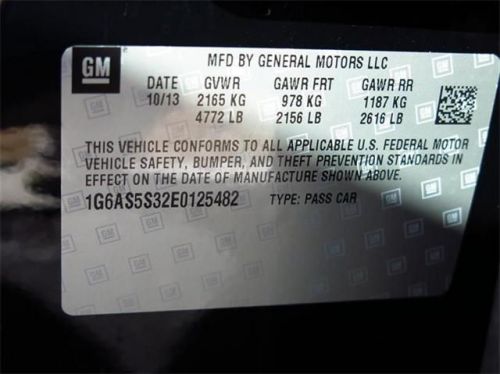 GM
MFD BY GENERAL MOTORS LLC
DATE GVWR GAWR FRT GAWR RR
10/13 2165 KG 978 KG 1187 KG
4772 LB 2156 LB 2616 LB
THIS VEHICLE CONFORMS TO ALL APPLICABLE U.S. FEDERAL MOTOR
VEHICLE SAFETY, BUMPER, AND THEFT PREVENTION STANDARDS IN
EFFECT ON THE DATE OF MANUFACTURE SHOWN ABOVE.
1G6AS5S32E0125482 TYPE: PASS CAR